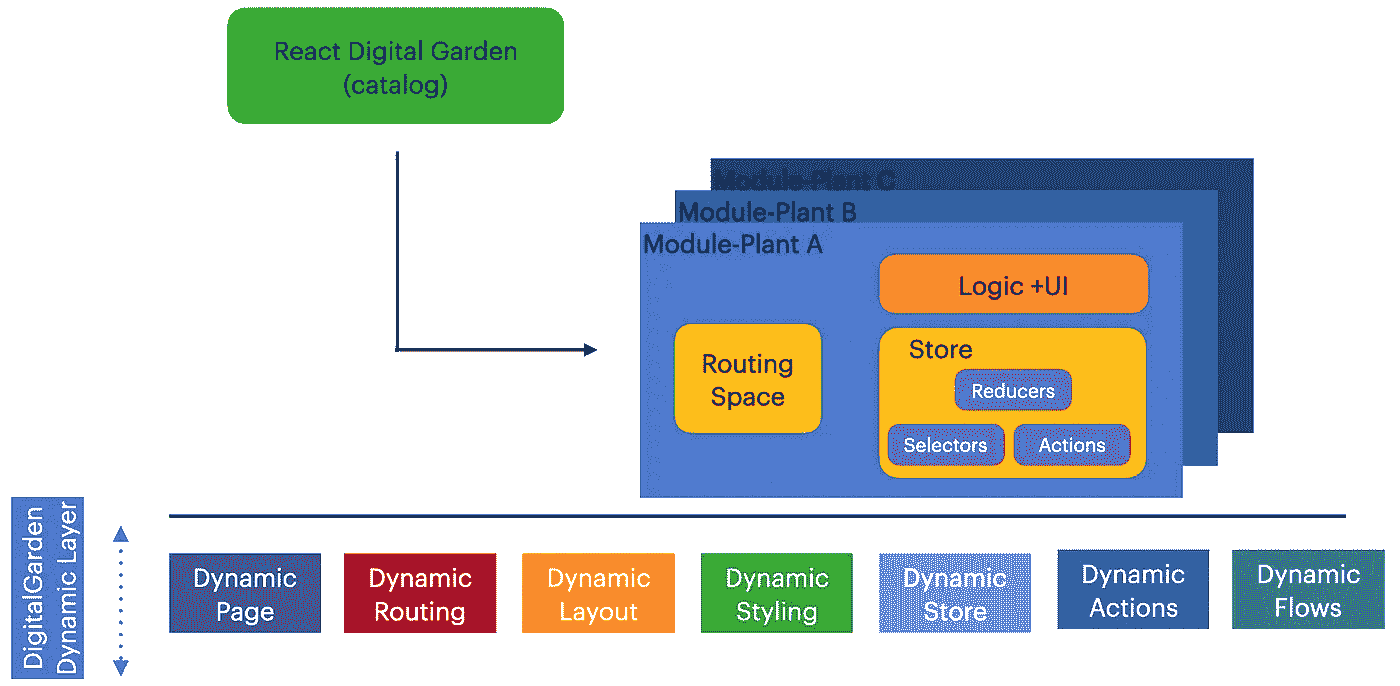 React Digital Garden
(catalog)
Module-Plant C
Module-Plant B
Module-Plant A
Logic +UI
Routing
Space
Store
Reducers
Selectors
Actions
DigitalGarden
Dynamic Layer
Dynamic
Page
Dynamic
Routing
Dynamic
Layout
Dynamic
Styling
Dynamic
Store
Dynamic
Actions
Dynamic
Flows